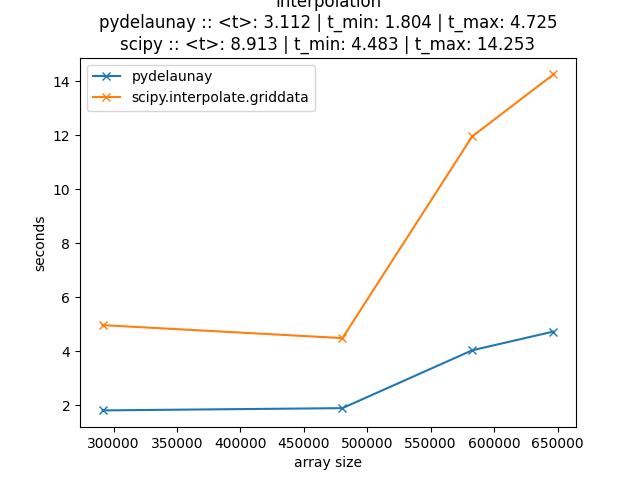 Interpolation
pydelaunay :: <t>: 3.112 | t_min: 1.804 | t_max: 4.725
scipy :: <t>: 8.913 | t_min: 4.483 | t_max: 14.253
pydelaunay
scipy.interpolate.griddata
14
12
10
8
6
4
2
seconds
300000 350000 400000 450000 500000 550000 600000 650000
array size